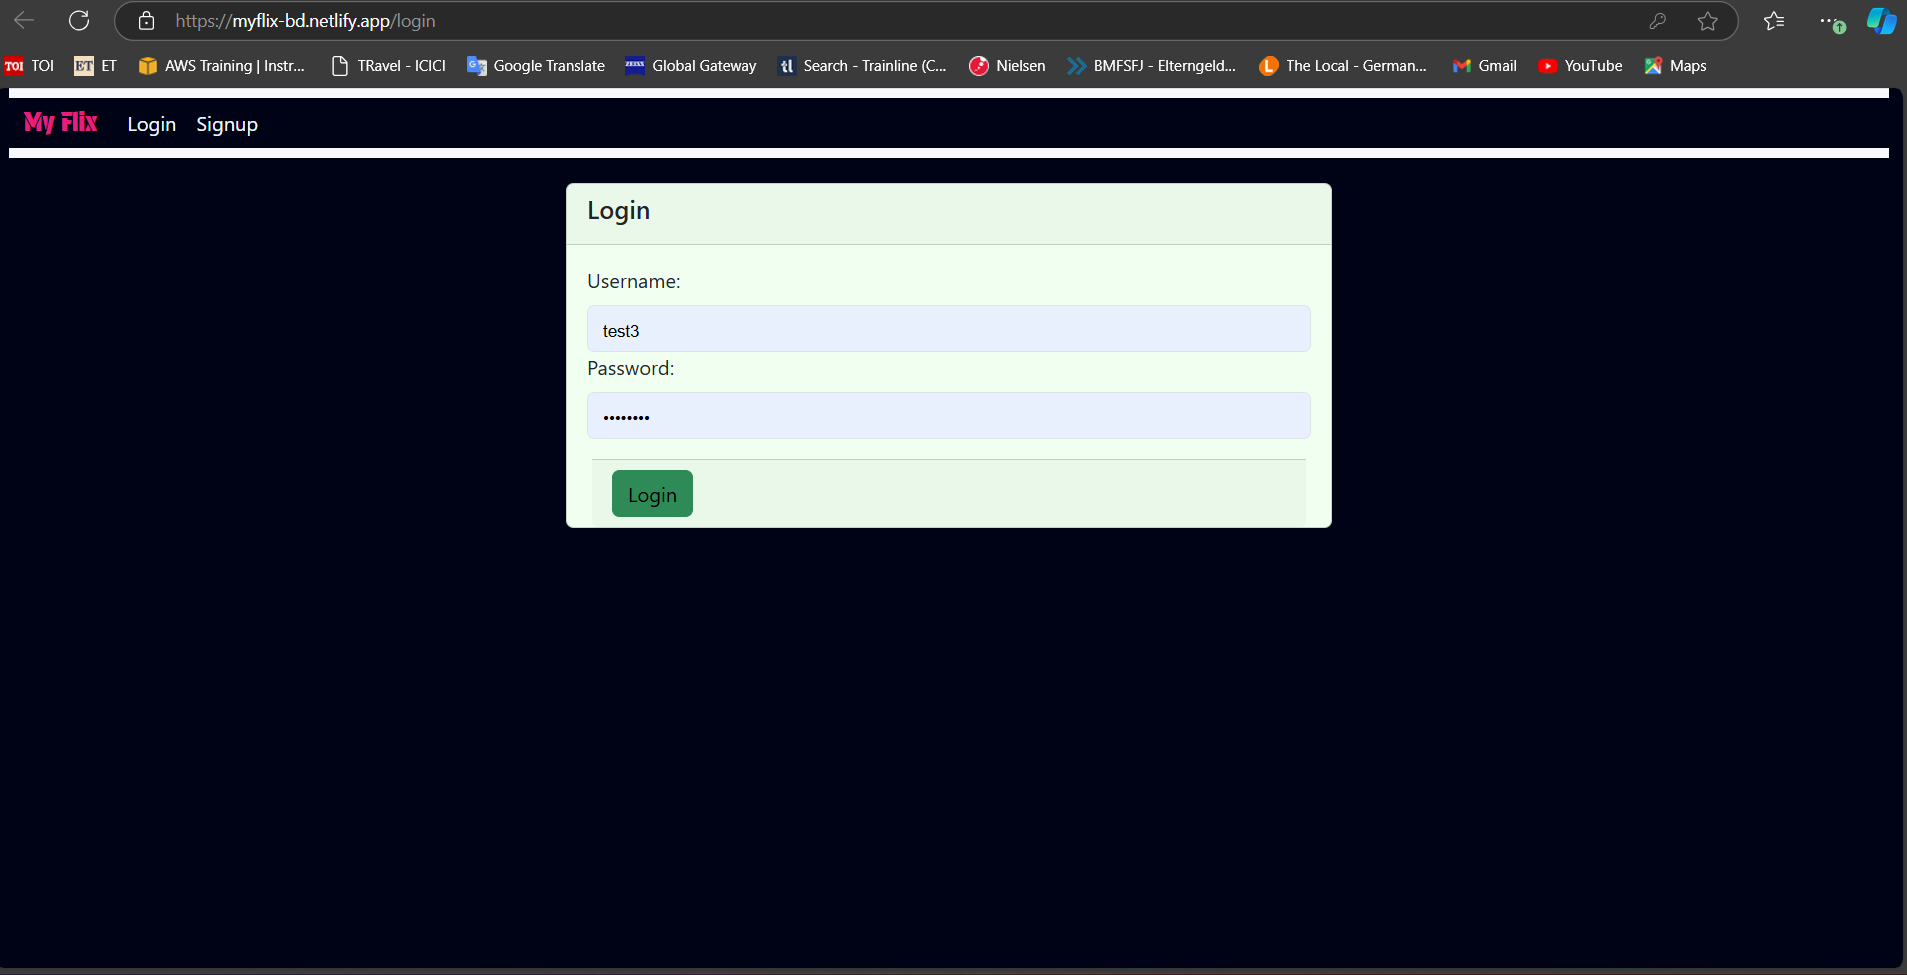 https://myflix-bd.netlify.app/login
TOI TOI ET ET AWS Training | Instr... TRavel - ICICI Google Translate ZEISS Global Gateway tl Search - Trainline (C... Nielsen BMFSFJ - Elterngeld... L The Local - German... Gmail YouTube Maps
My Flix Login Signup
Login
Username:
test3
Password:
••••••••
Login